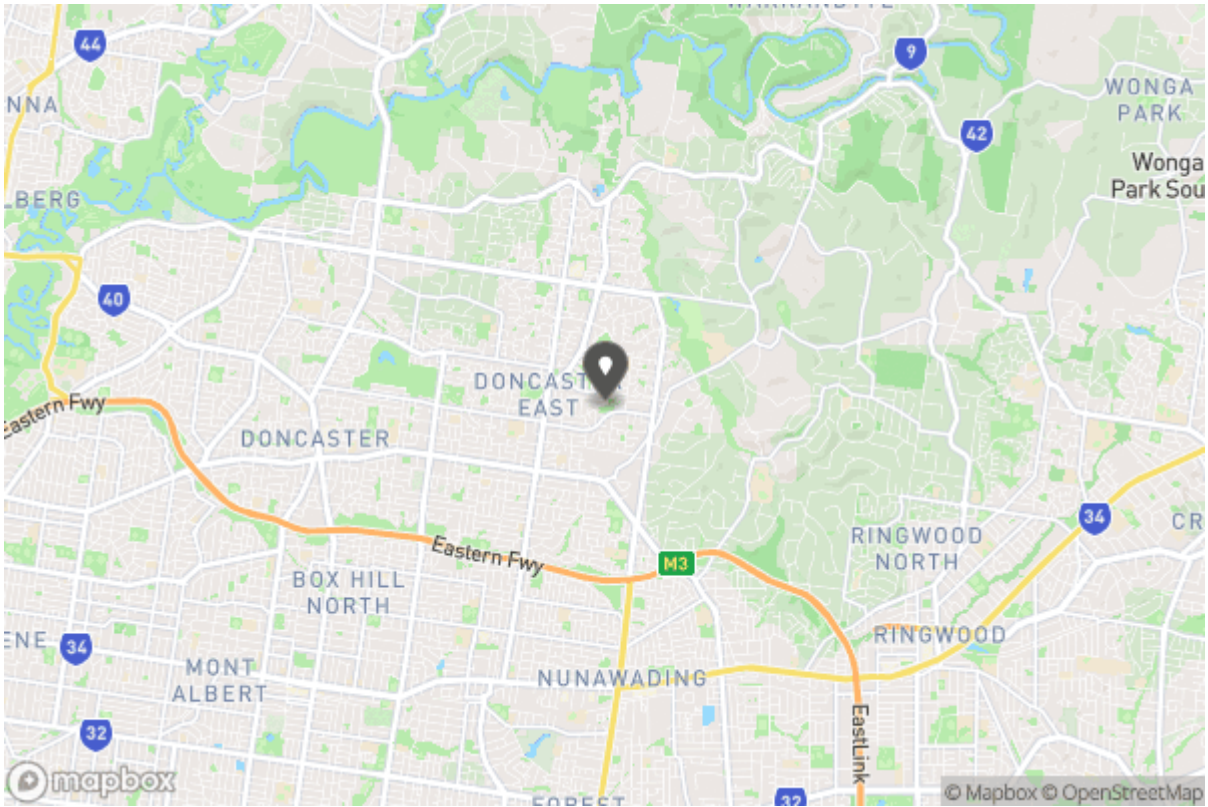 WARRANDYTE
44
9
NNA
WONGA
PARK
42
Wonga
Park Sou
LBERG
40
DONCASTER
EAST
Eastern Fwy
DONCASTER
34
CR
RINGWOOD
NORTH
Eastern Fwy
M3
BOX HILL
NORTH
ENE
34
RINGWOOD
MONT
ALBERT
NUNAWADING
32
EastLink
mapbox
32
FOREST
© Mapbox © OpenStreetMap